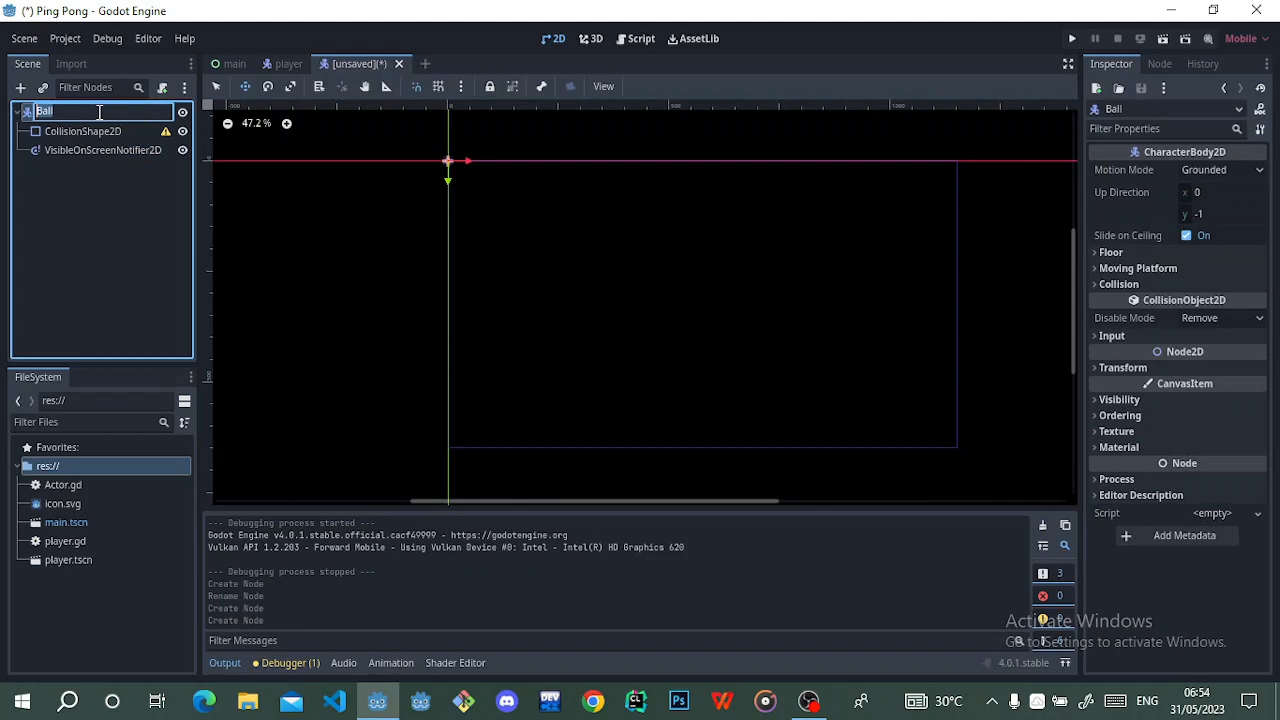 (*) Ping Pong - Godot Engine
Scene Project Debug Editor Help
2D 3D Script AssetLib
Mobile
Scene Import
main player [unsaved](*)
Inspector Node History
Filter Nodes
View
Ball
CollisionShape2D
VisibleOnScreenNotifier2D
-500 0 500 1000
47.2 %
0
500
Ball
Filter Properties
CharacterBody2D
Motion Mode Grounded
Up Direction x 0
y -1
Slide on Ceiling On
Floor
Moving Platform
Collision
CollisionObject2D
Disable Mode Remove
Input
Node2D
Transform
CanvasItem
Visibility
Ordering
Texture
Material
Node
Process
Editor Description
Script <empty>
Add Metadata
FileSystem
res://
Filter Files
Favorites:
res://
Actor.gd
icon.svg
main.tscn
player.gd
player.tscn
--- Debugging process started ---
Godot Engine v4.0.1.stable.official.cacf49999 - https://godotengine.org
Vulkan API 1.2.203 - Forward Mobile - Using Vulkan Device #0: Intel - Intel(R) HD Graphics 620
--- Debugging process stopped ---
Create Node
Rename Node
Create Node
Create Node
3
0
Filter Messages
Output Debugger (1) Audio Animation Shader Editor
4.0.1.stable
Activate Windows
Go to Settings to activate Windows.
30°C
ENG
06:54
31/05/2023